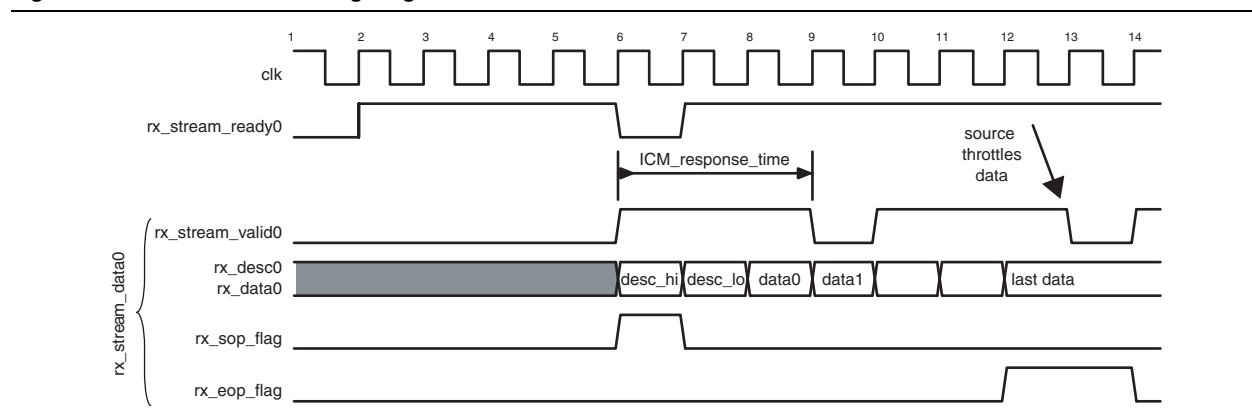 1 2 3 4 5 6 7 8 9 10 11 12 13 14
clk
rx_stream_ready0
ICM_response_time
source
throttles
data
rx_stream_valid0
rx_stream_data0
rx_desc0
rx_data0
desc_hi desc_lo data0 data1 last data
rx_sop_flag
rx_eop_flag